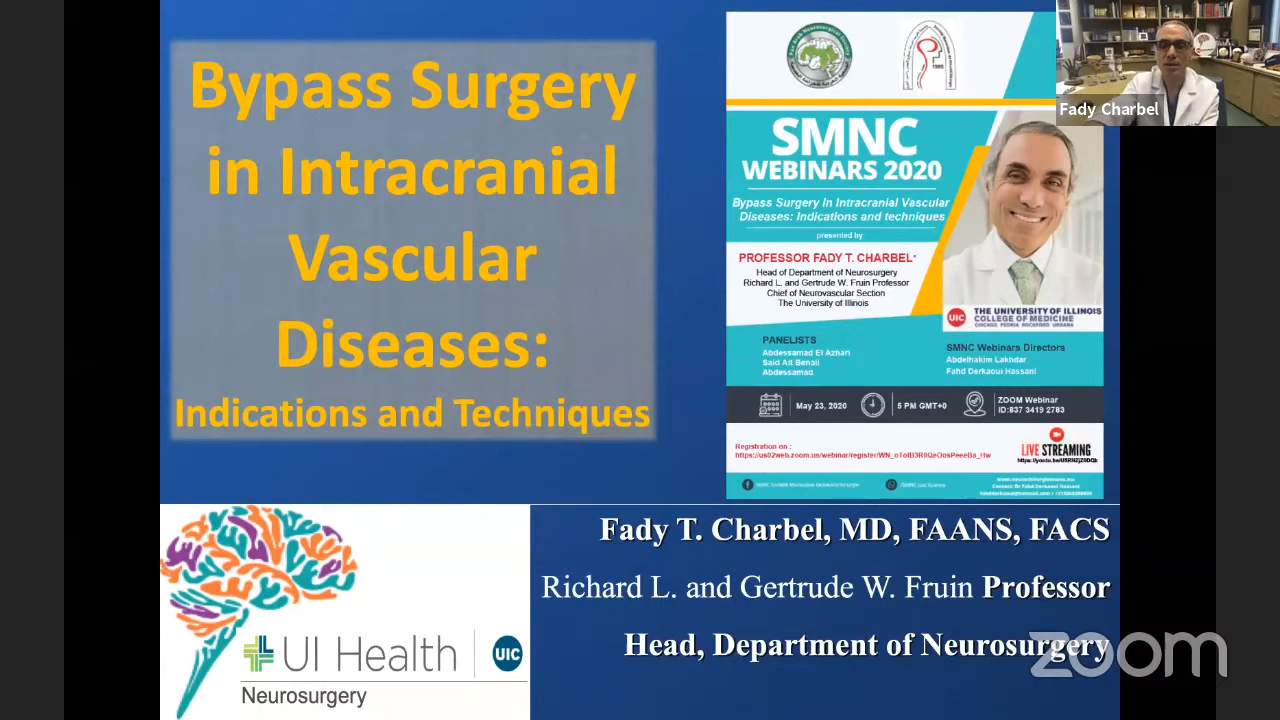 Bypass Surgery
in Intracranial
Vascular
Diseases:
Indications and Techniques
SMNC
WEBINARS 2020
Bypass Surgery In Intracranial Vascular
Diseases: Indications and techniques
presented by
PROFESSOR FADY T. CHARBEL
Head of Department of Neurosurgery
Richard L. and Gertrude W. Fruin Professor
Chief of Neurovascular Section
The University of Illinois
UIC
THE UNIVERSITY OF ILLINOIS
COLLEGE OF MEDICINE
CHICAGO PEORIA ROCKFORD URBANA
PANELISTS
Abdessamad El Azhari
Said Ait Benali
Abdessamad
SMNC Webinars Directors
Abdelhakim Lakhdar
Fahd Derkaoui Hassani
May 23, 2020
5 PM GMT+0
ZOOM Webinar
ID:837 3419 2783
Registration on :
LIVE STREAMING
Fady Charbel
Fady T. Charbel, MD, FAANS, FACS
Richard L. and Gertrude W. Fruin Professor
Head, Department of Neurosurgery
UI Health
UIC
Neurosurgery
zoom